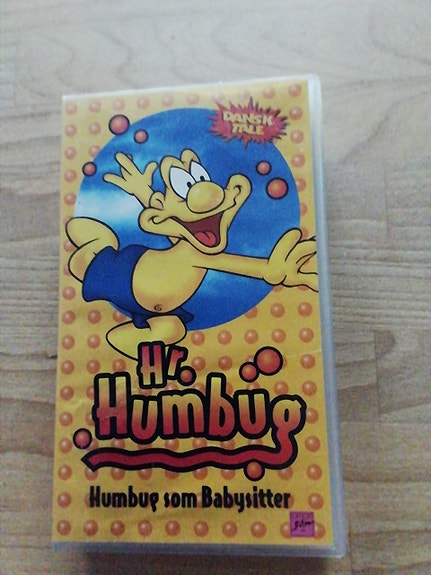 DANSK
TALE
Hr.
Humbug
Humbug som Babysitter